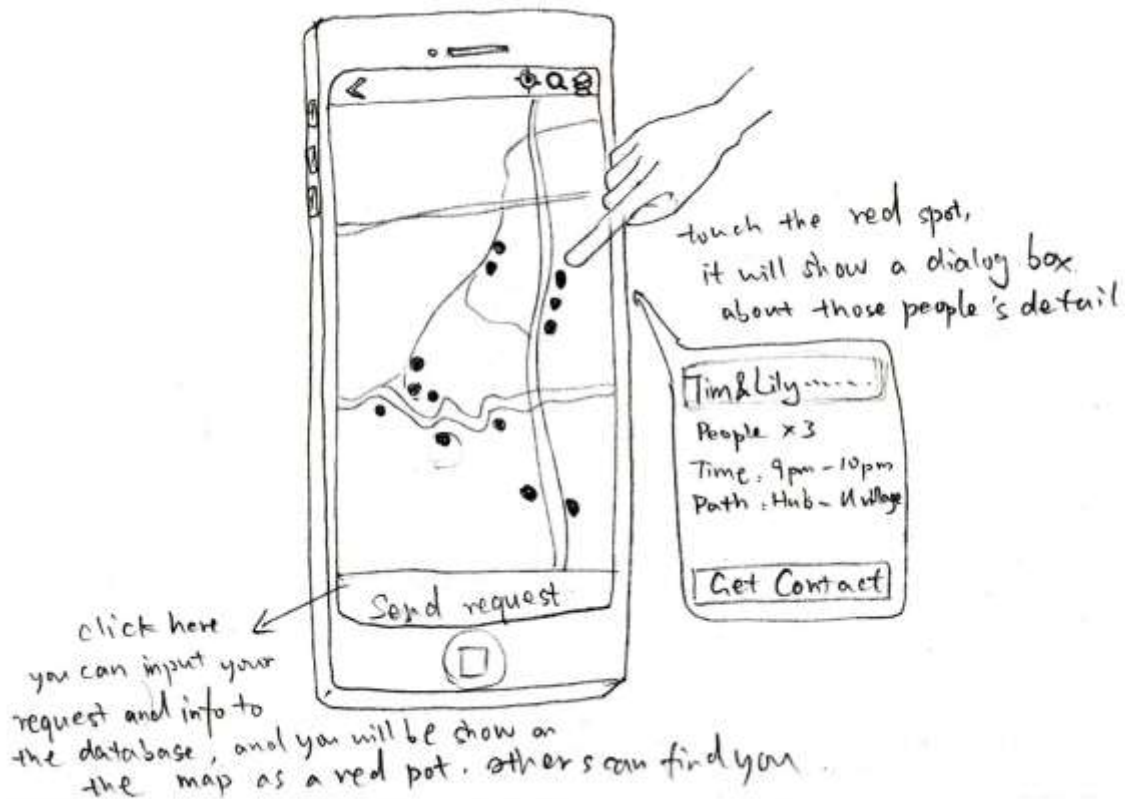 touch the red spot,
it will show a dialog box
about those people's detail
Tim&Lily......
People ×3
Time: 9pm-10pm
Path: Hub- U village
Get Contact
Send request
click here
you can input your
request and info to
the database, and you will be show on
the map as a red pot. others can find you.